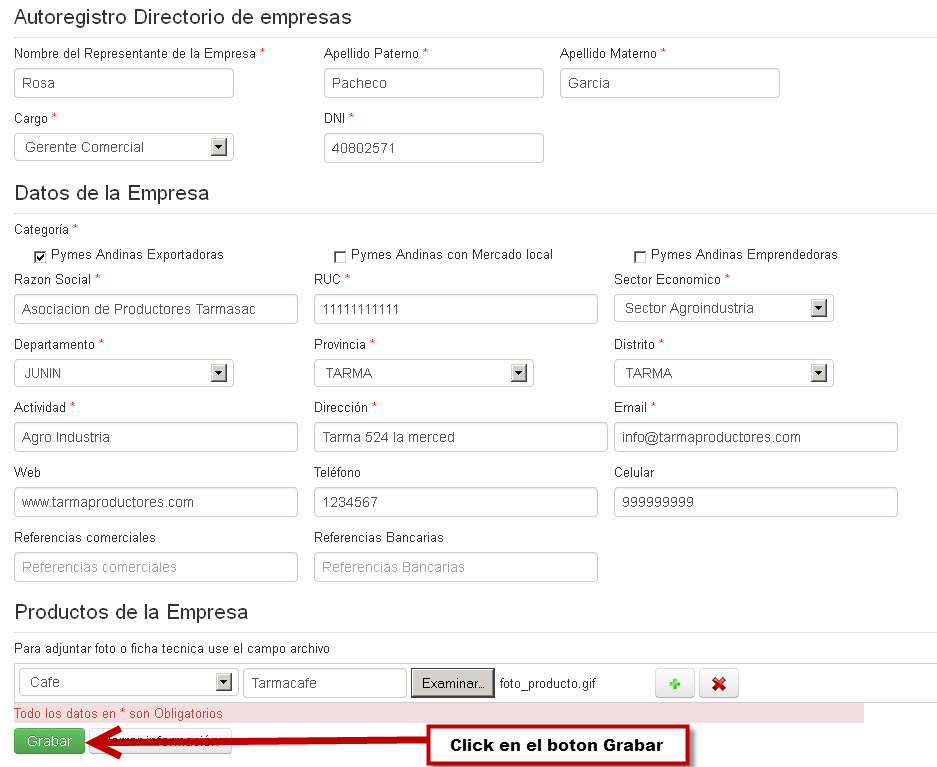 Autoregistro Directorio de empresas
Nombre del Representante de la Empresa * Apellido Paterno * Apellido Materno *
Rosa Pacheco Garcia
Cargo * DNI *
Gerente Comercial 40802571
Datos de la Empresa
Categoría *
Pymes Andinas Exportadoras Pymes Andinas con Mercado local Pymes Andinas Emprendedoras
Razon Social * RUC * Sector Economico *
Asociacion de Productores Tarmasac 11111111111 Sector Agroindustria
Departamento * Provincia * Distrito *
JUNIN TARMA TARMA
Actividad * Dirección * Email *
Agro Industria Tarma 524 la merced info@tarmaproductores.com
Web Teléfono Celular
www.tarmaproductores.com 1234567 999999999
Referencias comerciales Referencias Bancarias
Referencias comerciales Referencias Bancarias
Productos de la Empresa
Para adjuntar foto o ficha tecnica use el campo archivo
Cafe Tarmacafe Examinar... foto_producto.gif
Todo los datos en * son Obligatorios
Grabar información Click en el boton Grabar